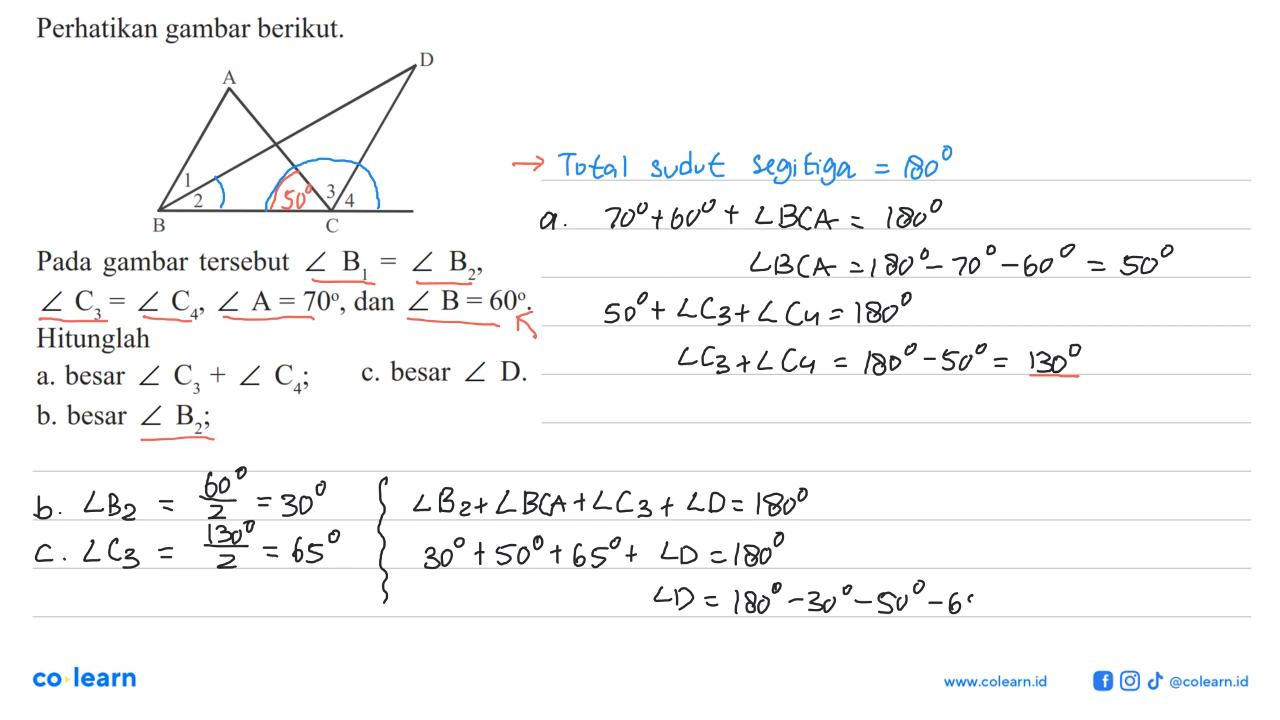 Perhatikan gambar berikut.
A
D
1
2
50°
3
4
B
C
Pada gambar tersebut ∠ B₁ = ∠ B₂,
∠ C₃ = ∠ C₄, ∠ A = 70°, dan ∠ B = 60°.
Hitunglah
a. besar ∠ C₃ + ∠ C₄;
c. besar ∠ D.
b. besar ∠ B₂;
→ Total sudut segitiga = 180°
a. 70° + 60° + ∠BCA = 180°
∠BCA = 180° - 70° - 60° = 50°
50° + ∠C₃ + ∠C₄ = 180°
∠C₃ + ∠C₄ = 180° - 50° = 130°
b. ∠B₂ = 60°/2 = 30°
c. ∠C₃ = 130°/2 = 65°
∠B₂ + ∠BCA + ∠C₃ + ∠D = 180°
30° + 50° + 65° + ∠D = 180°
∠D = 180° - 30° - 50° - 6
co learn
www.colearn.id
@colearn.id